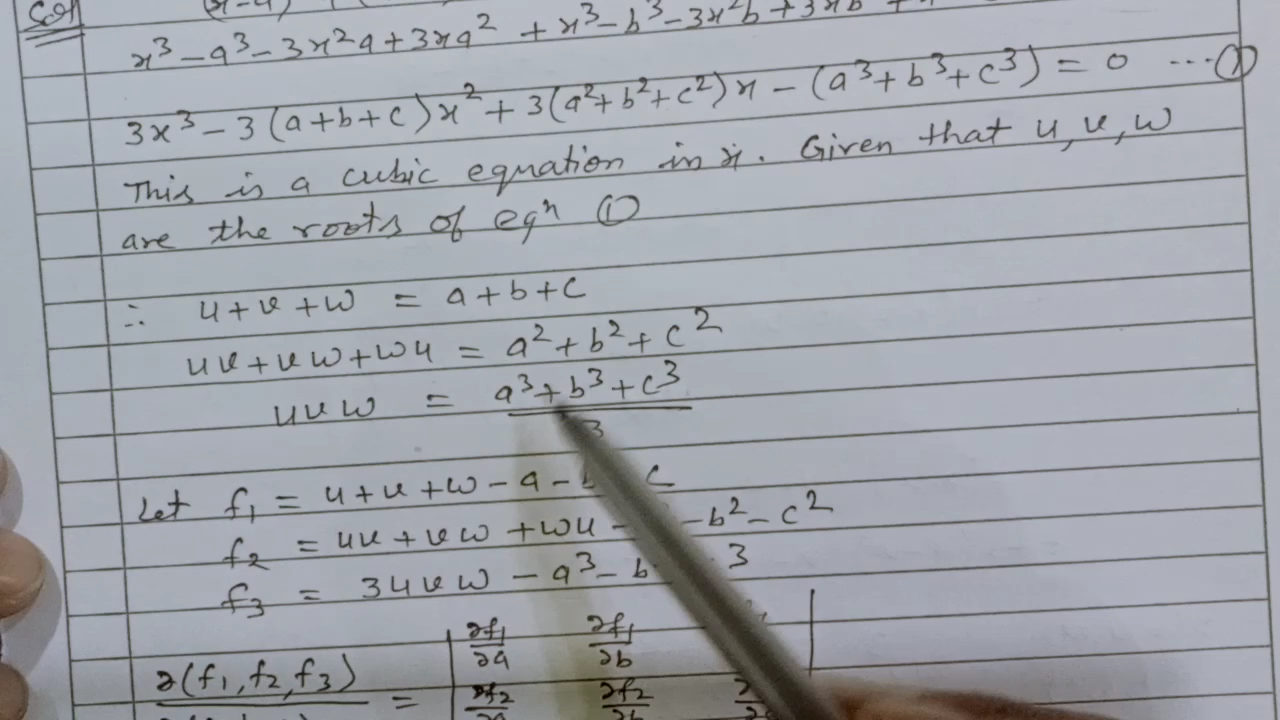 Sol
x³ - a³ - 3x²a + 3xa² + x³ - b³ - 3x²b + 3xb
3x³ - 3(a+b+c)x² + 3(a²+b²+c²)x - (a³+b³+c³) = 0 ...①
This is a cubic equation in x. Given that u, v, w
are the roots of eqⁿ ①
∴ u+v+w = a+b+c
uv+vw+wu = a²+b²+c²
uvw = a³+b³+c³ / 3
Let f₁ = u+v+w-a- c
f₂ = uv+vw+wu - -b²-c²
f₃ = 3uvw - a³ - b 3
∂(f₁,f₂,f₃) = | ∂f₁/∂a ∂f₁/∂b |
∂f₂ ∂f₂